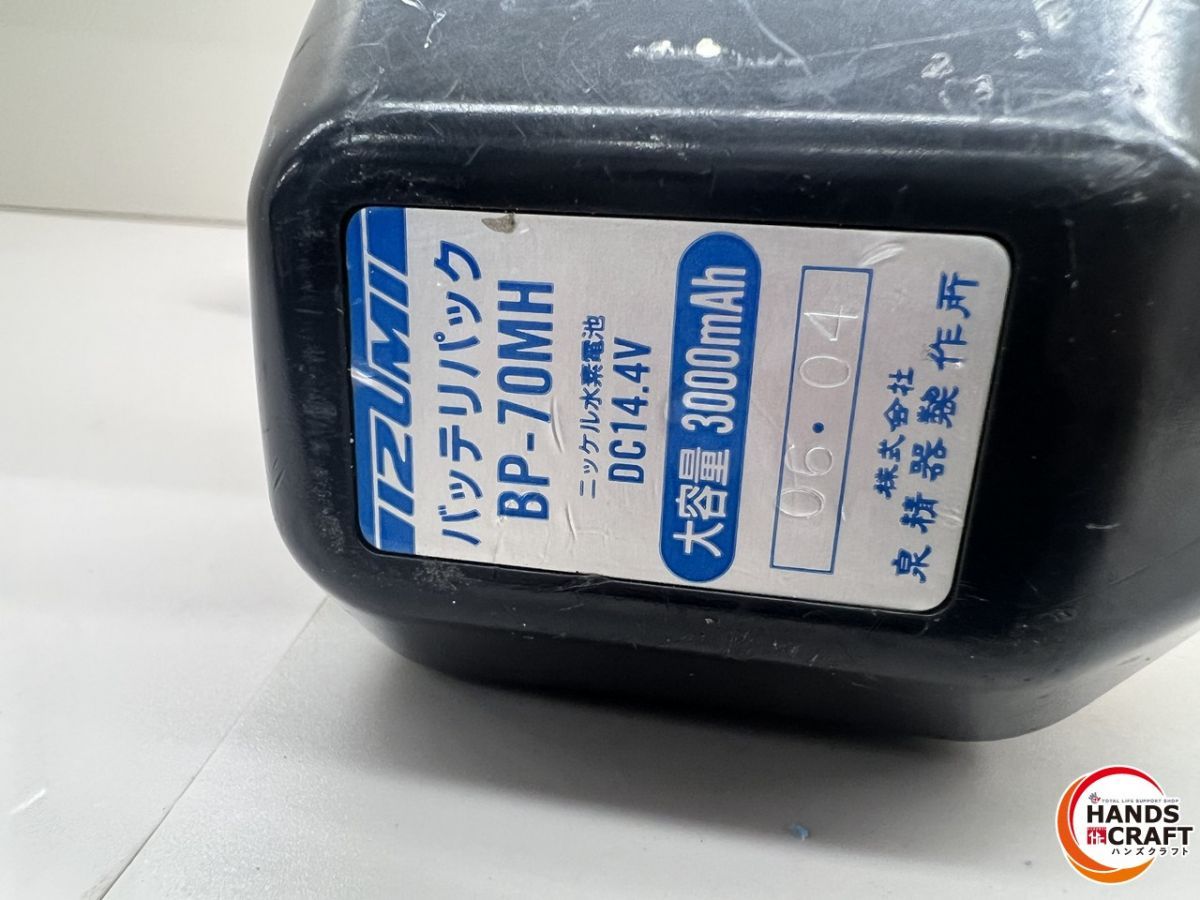 IZUMI
バッテリパック
BP-70MH
ニッケル水素電池
DC14.4V
大容量 3000mAh
06・04
株式会社
泉精器製作所
TOTAL LIFE SUPPORT SHOP
HANDS
CRAFT
ハンズクラフト